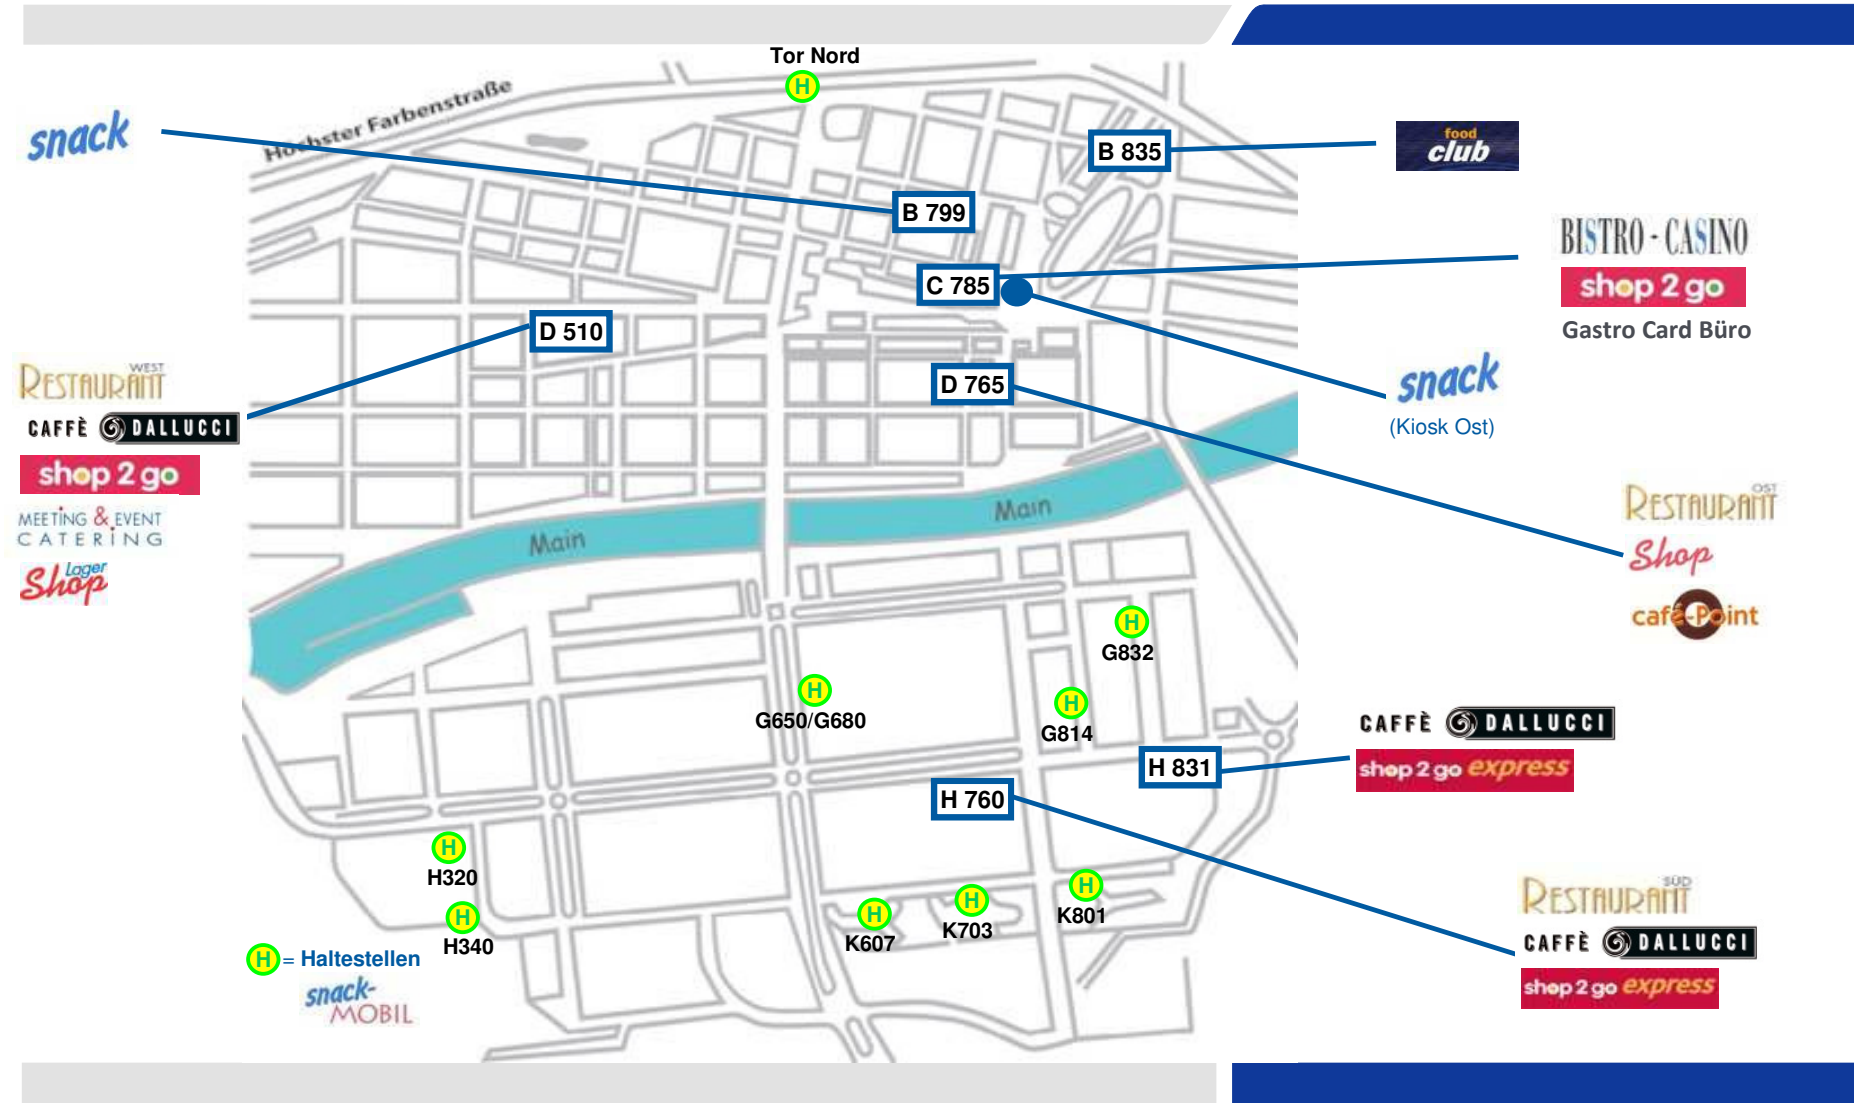 Tor Nord
H
Höchster Farbenstraße
snack
B 835
food
club
B 799
BISTRO - CASINO
shop 2 go
Gastro Card Büro
C 785
D 510
snack
(Kiosk Ost)
D 765
WEST
RESTAURANT
CAFFÈ DALLUCCI
shop 2 go
MEETING & EVENT
CATERING
Lager
Shop
OST
RESTAURANT
Shop
café-Point
Main
Main
H
G832
H
G650/G680
H
G814
CAFFÈ DALLUCCI
shop 2 go express
H 831
H 760
H
H320
H
H340
H
K607
H
K703
H
K801
SÜD
RESTAURANT
CAFFÈ DALLUCCI
shop 2 go express
H = Haltestellen
snack-
MOBIL